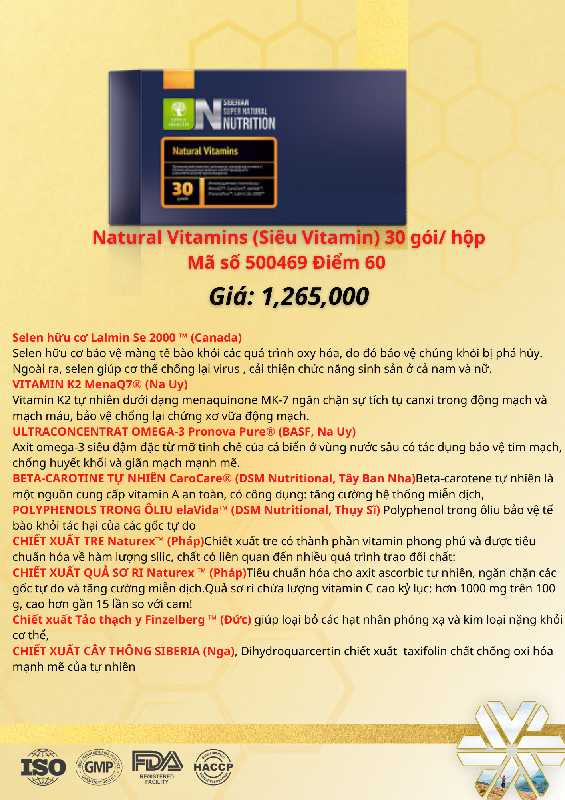 SIBERIAN
SUPER NATURAL
NUTRITION
Natural Vitamins
30
Natural Vitamins (Siêu Vitamin) 30 gói/ hộp
Mã số 500469 Điểm 60
Giá: 1,265,000
Selen hữu cơ Lalmin Se 2000 ™ (Canada)
Selen hữu cơ bảo vệ màng tế bào khỏi các quá trình oxy hóa, do đó bảo vệ chúng khỏi bị phá hủy.
Ngoài ra, selen giúp cơ thể chống lại virus , cải thiện chức năng sinh sản ở cả nam và nữ.
VITAMIN K2 MenaQ7® (Na Uy)
Vitamin K2 tự nhiên dưới dạng menaquinone MK-7 ngăn chặn sự tích tụ canxi trong động mạch và
mạch máu, bảo vệ chống lại chứng xơ vữa động mạch.
ULTRACONCENTRAT OMEGA-3 Pronova Pure® (BASF, Na Uy)
Axit omega-3 siêu đậm đặc từ mỡ tinh chế của cá biển ở vùng nước sâu có tác dụng bảo vệ tim mạch,
chống huyết khối và giãn mạch mạnh mẽ.
BETA-CAROTINE TỰ NHIÊN CaroCare® (DSM Nutritional, Tây Ban Nha)Beta-carotene tự nhiên là
một nguồn cung cấp vitamin A an toàn, có công dụng: tăng cường hệ thống miễn dịch,
POLYPHENOLS TRONG ÔLIU elaVida™ (DSM Nutritional, Thụy Sĩ) Polyphenol trong ôliu bảo vệ tế
bào khỏi tác hại của các gốc tự do
CHIẾT XUẤT TRE Naturex™ (Pháp)Chiết xuất tre có thành phần vitamin phong phú và được tiêu
chuẩn hóa về hàm lượng silic, chất có liên quan đến nhiều quá trình trao đổi chất:
CHIẾT XUẤT QUẢ SƠ RI Naturex ™ (Pháp)Tiêu chuẩn hóa cho axit ascorbic tự nhiên, ngăn chặn các
gốc tự do và tăng cường miễn dịch.Quả sơ ri chứa lượng vitamin C cao kỷ lục: hơn 1000 mg trên 100
g, cao hơn gần 15 lần so với cam!
Chiết xuất Tảo thạch y Finzelberg ™ (Đức) giúp loại bỏ các hạt nhân phóng xạ và kim loại nặng khỏi
cơ thể,
CHIẾT XUẤT CÂY THÔNG SIBERIA (Nga), Dihydroquarcertin chiết xuất taxifolin chất chống oxi hóa
mạnh mẽ của tự nhiên
ISO
GMP
FDA
REGISTERED
FACILITY
HACCP